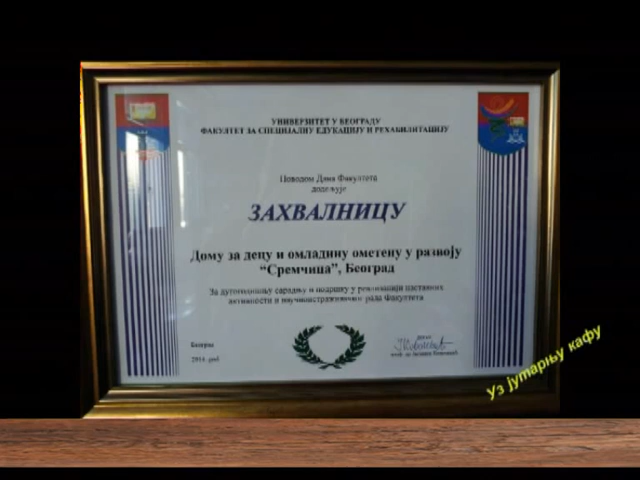 УНИВЕРЗИТЕТ У БЕОГРАДУ
ФАКУЛТЕТ ЗА СПЕЦИЈАЛНУ ЕДУКАЦИЈУ И РЕХАБИЛИТАЦИЈУ
Поводом Дана Факултета
додељује
ЗАХВАЛНИЦУ
Дому за децу и омладину ометену у развоју
“Сремчица”, Београд
За дугогодишњу сарадњу и подршку у реализацији наставних
активности и научноистраживачког рада Факултета
Београд
2014. год
ДЕКАН
Уз јутарњу кафу